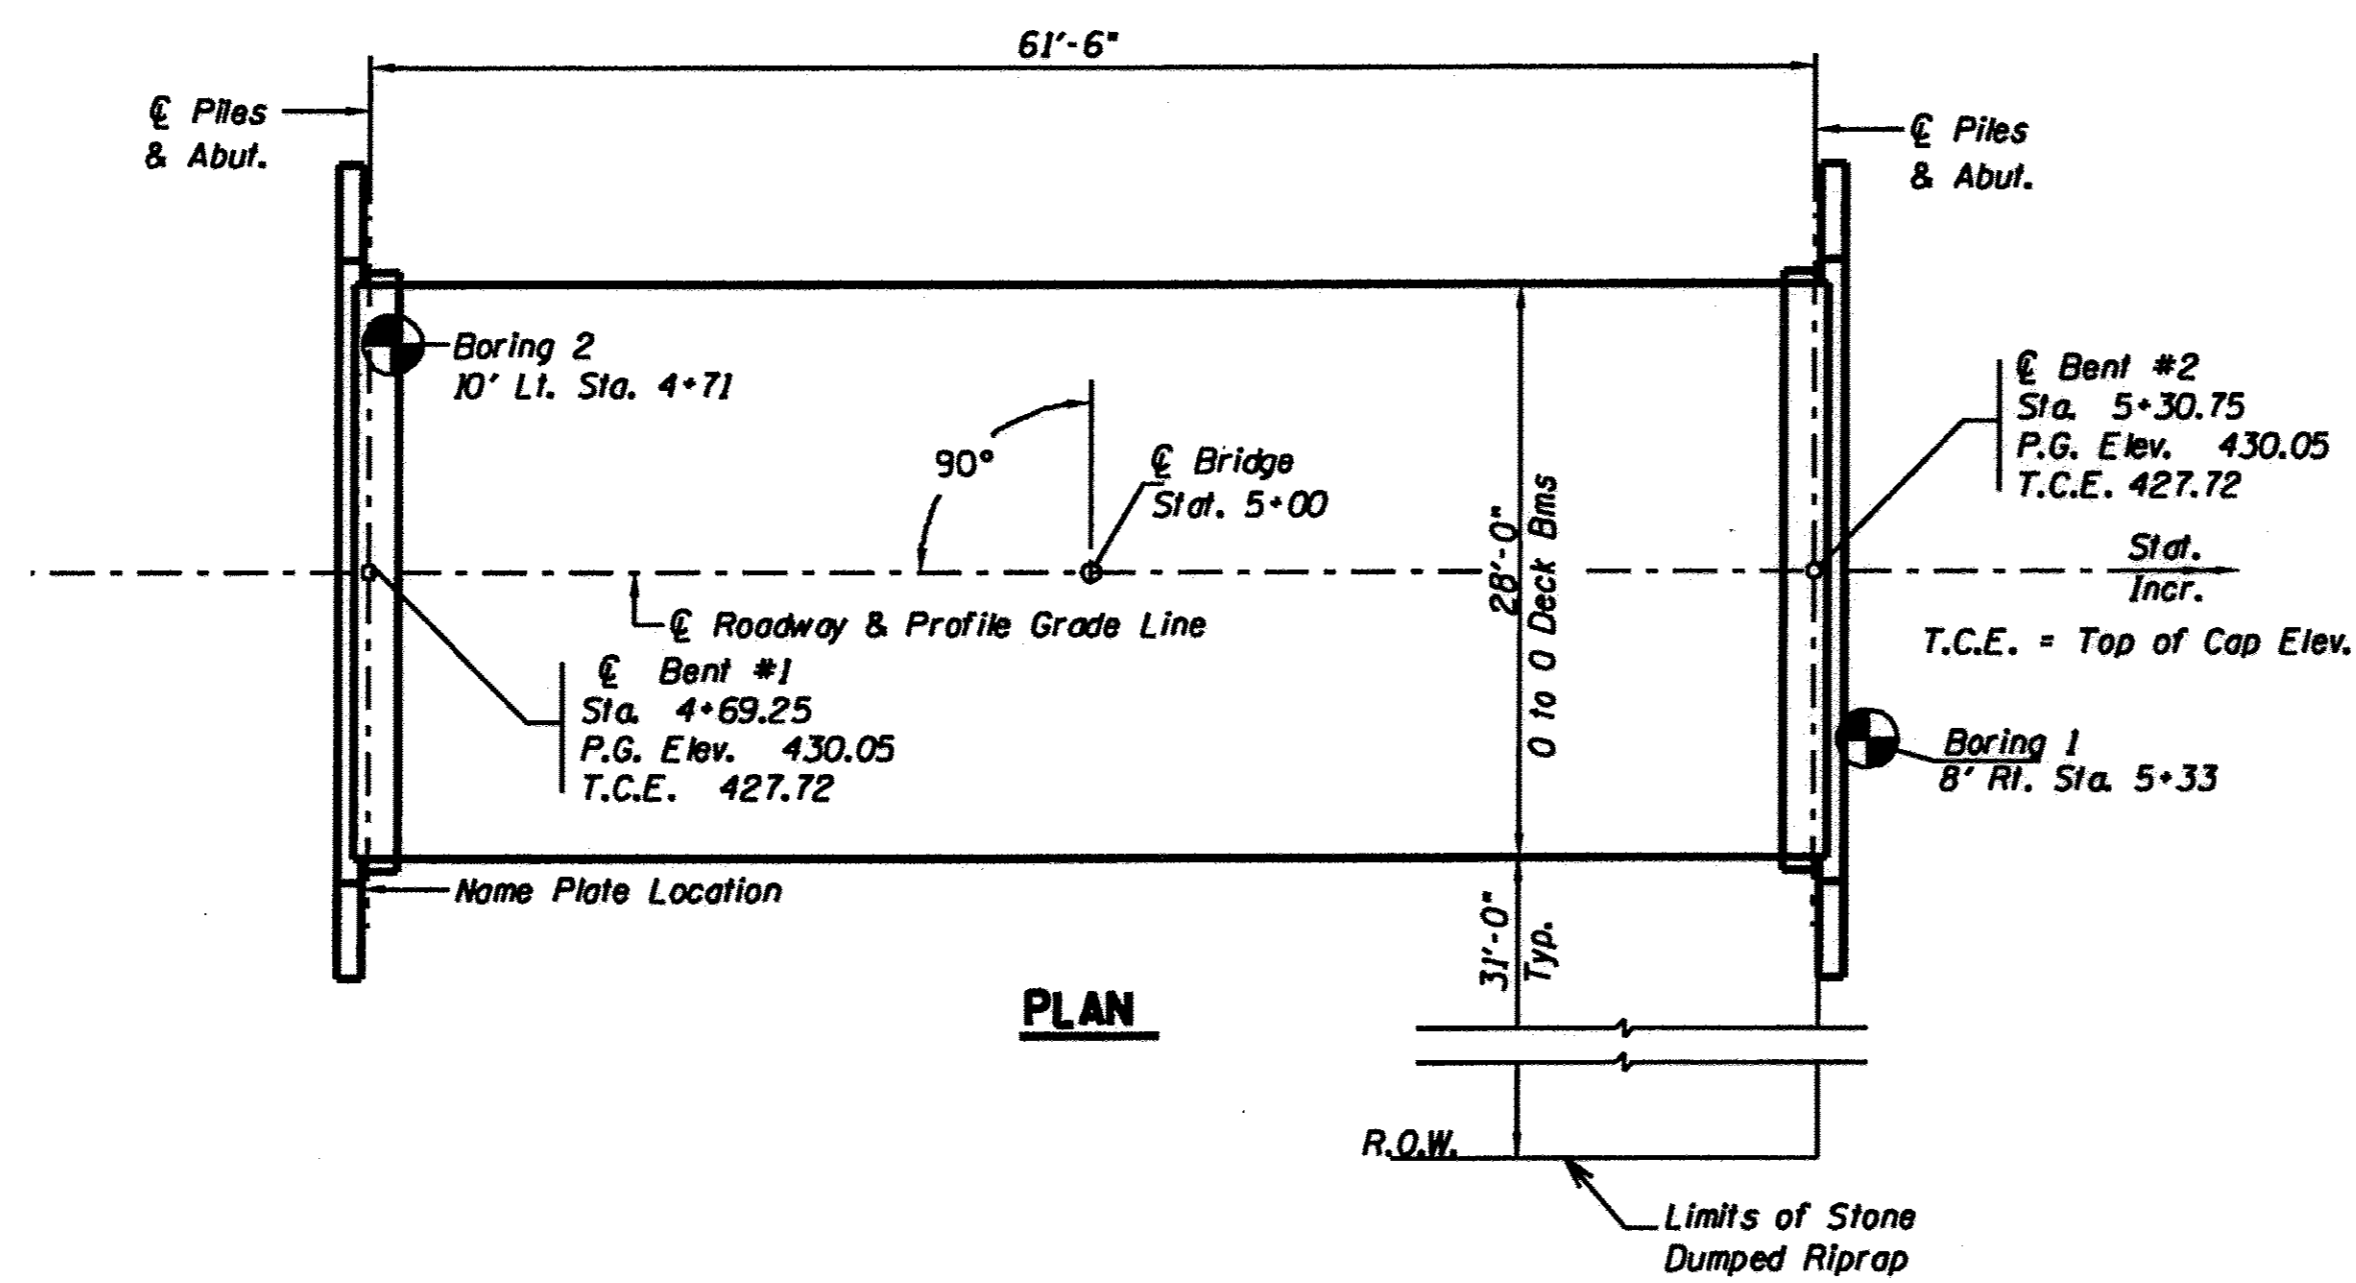 61'-6"
℄ Piles
& Abut.
℄ Piles
& Abut.
Boring 2
10' Lt. Sta. 4+71
90°
℄ Bridge
Stat. 5+00
28'-0"
O to O Deck Bms
℄ Bent #2
Sta. 5+30.75
P.G. Elev. 430.05
T.C.E. 427.72
Stat.
Incr.
T.C.E. = Top of Cap Elev.
℄ Roadway & Profile Grade Line
℄ Bent #1
Sta. 4+69.25
P.G. Elev. 430.05
T.C.E. 427.72
Boring 1
8' Rt. Sta. 5+33
Name Plate Location
31'-0"
Typ.
PLAN
R.O.W.
Limits of Stone
Dumped Riprap